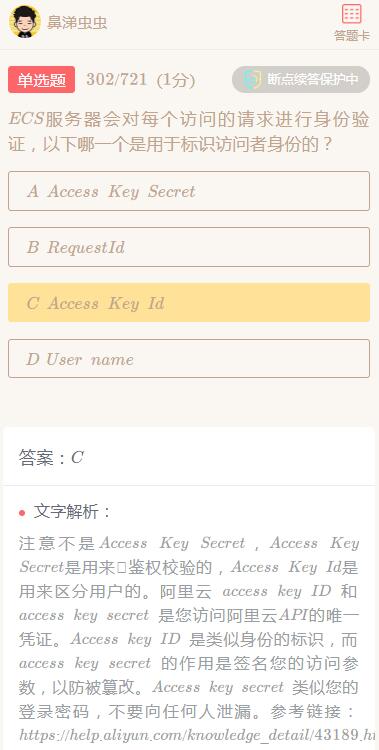 鼻涕虫虫
答题卡
单选题 302/721 (1分) 断点续答保护中
ECS服务器会对每个访问的请求进行身份验
证，以下哪一个是用于标识访问者身份的？
A Access Key Secret
B RequestId
C Access Key Id
D User name
答案：C
文字解析：
注意不是Access Key Secret，Access Key
Secret是用来□鉴权校验的，Access Key Id是
用来区分用户的。阿里云 access key ID 和
access key secret 是您访问阿里云API的唯一
凭证。Access key ID 是类似身份的标识，而
access key secret 的作用是签名您的访问参
数，以防被篡改。Access key secret 类似您的
登录密码，不要向任何人泄漏。参考链接：
https://help.aliyun.com/knowledge_detail/43189.h